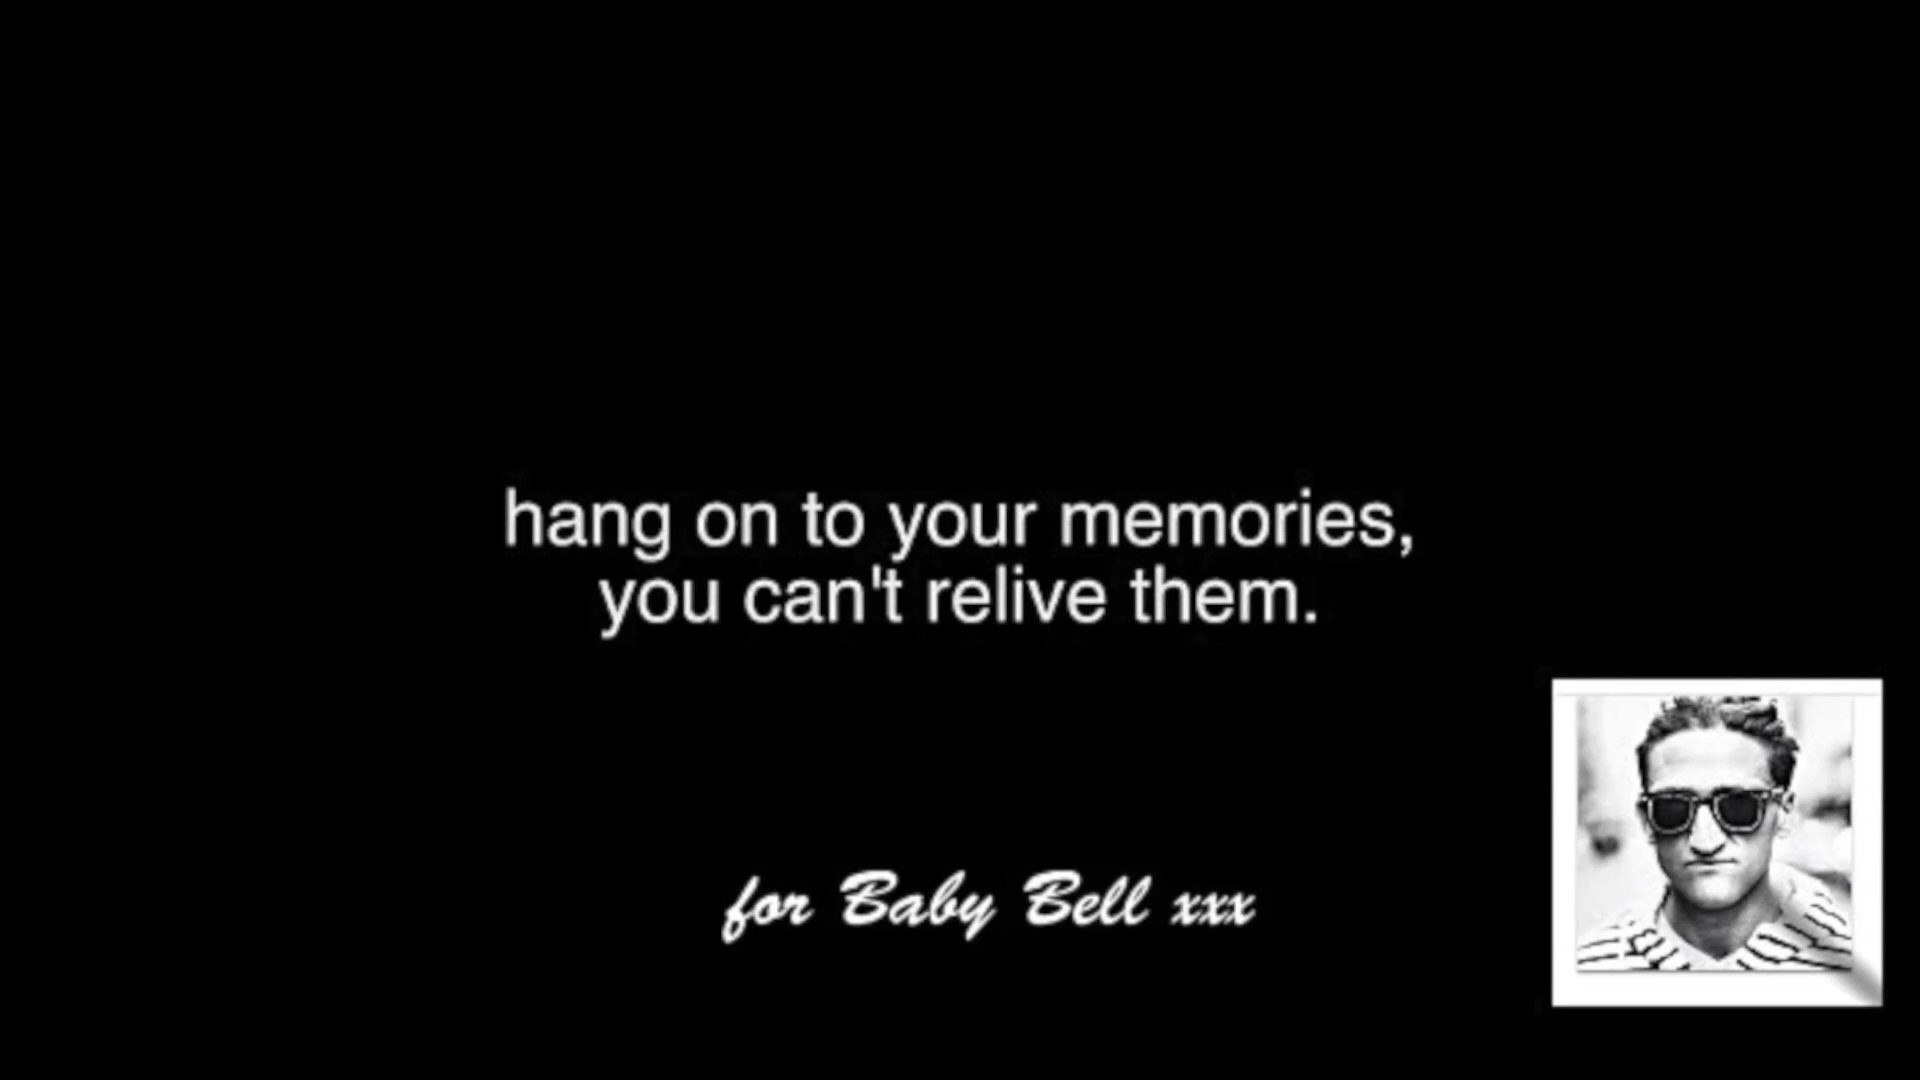 hang on to your memories,
you can't relive them.
for Baby Bell xxx